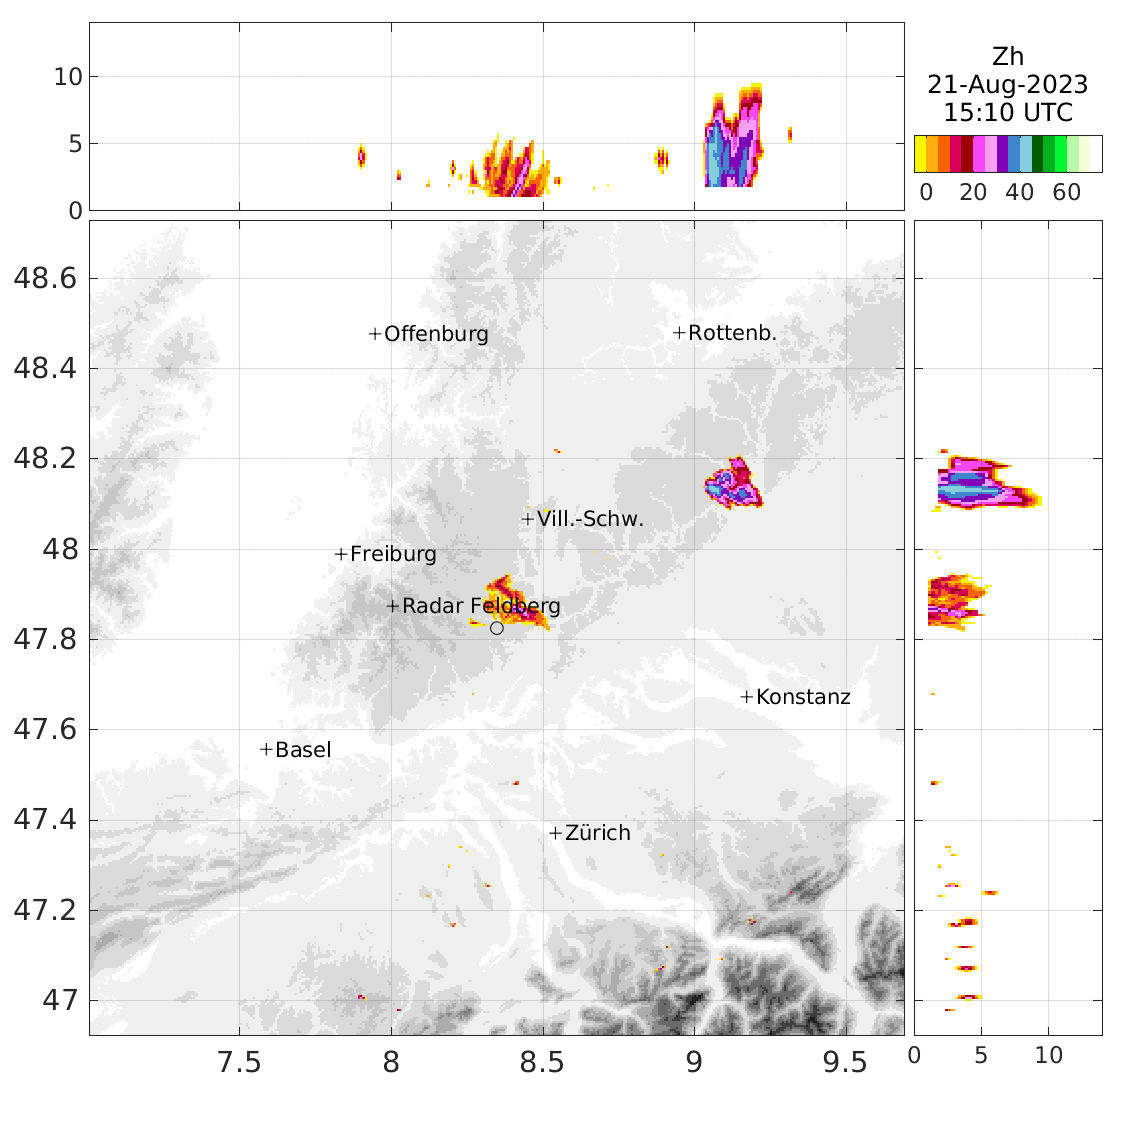 10
5
0
Zh
21-Aug-2023
15:10 UTC
0 20 40 60
48.6
48.4
48.2
48
47.8
47.6
47.4
47.2
47
+Offenburg
+Rottenb.
+Vill.-Schw.
+Freiburg
+Radar Feldberg
+Konstanz
+Basel
+Zürich
7.5 8 8.5 9 9.5
0 5 10